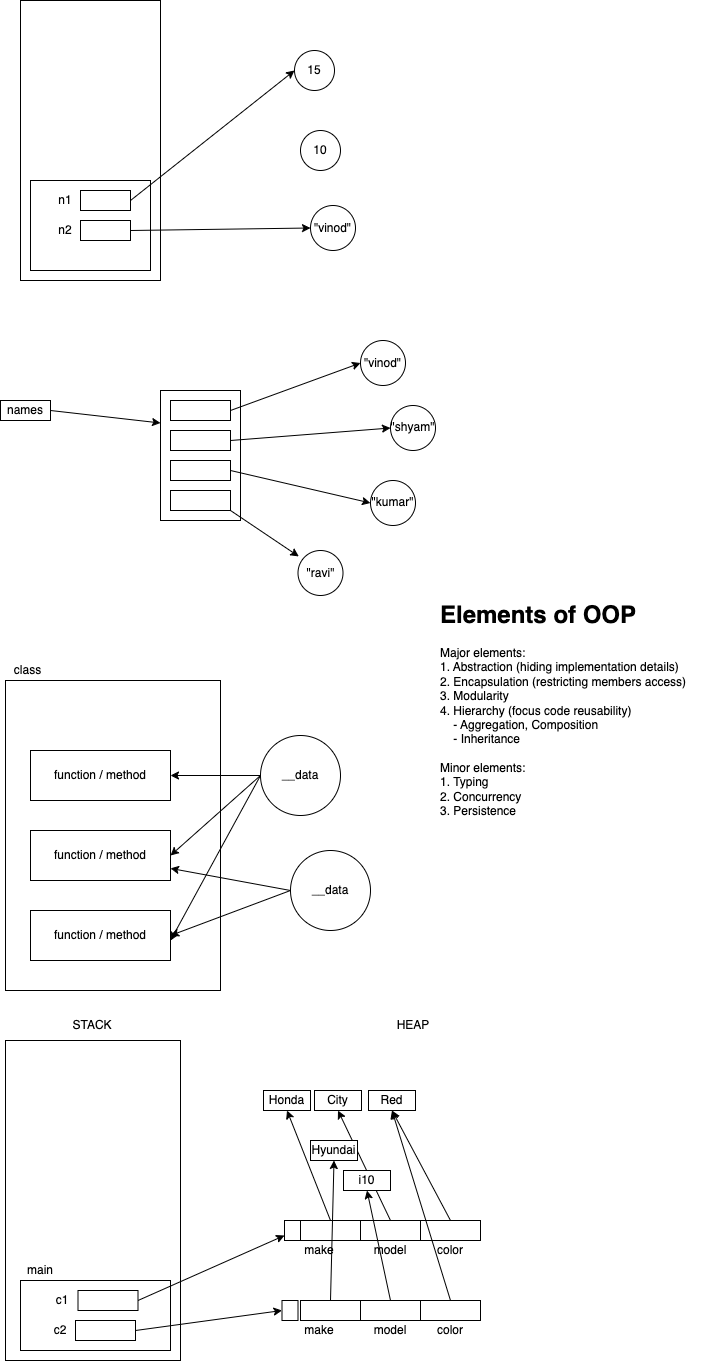 15
10
n1
n2
"vinod"
"vinod"
names
"shyam"
"kumar"
"ravi"
Elements of OOP
Major elements:
1. Abstraction (hiding implementation details)
2. Encapsulation (restricting members access)
3. Modularity
4. Hierarchy (focus code reusability)
- Aggregation, Composition
- Inheritance
Minor elements:
1. Typing
2. Concurrency
3. Persistence
class
function / method
__data
function / method
__data
function / method
STACK
HEAP
Honda
City
Red
Hyundai
i10
make
model
color
main
c1
c2
make
model
color